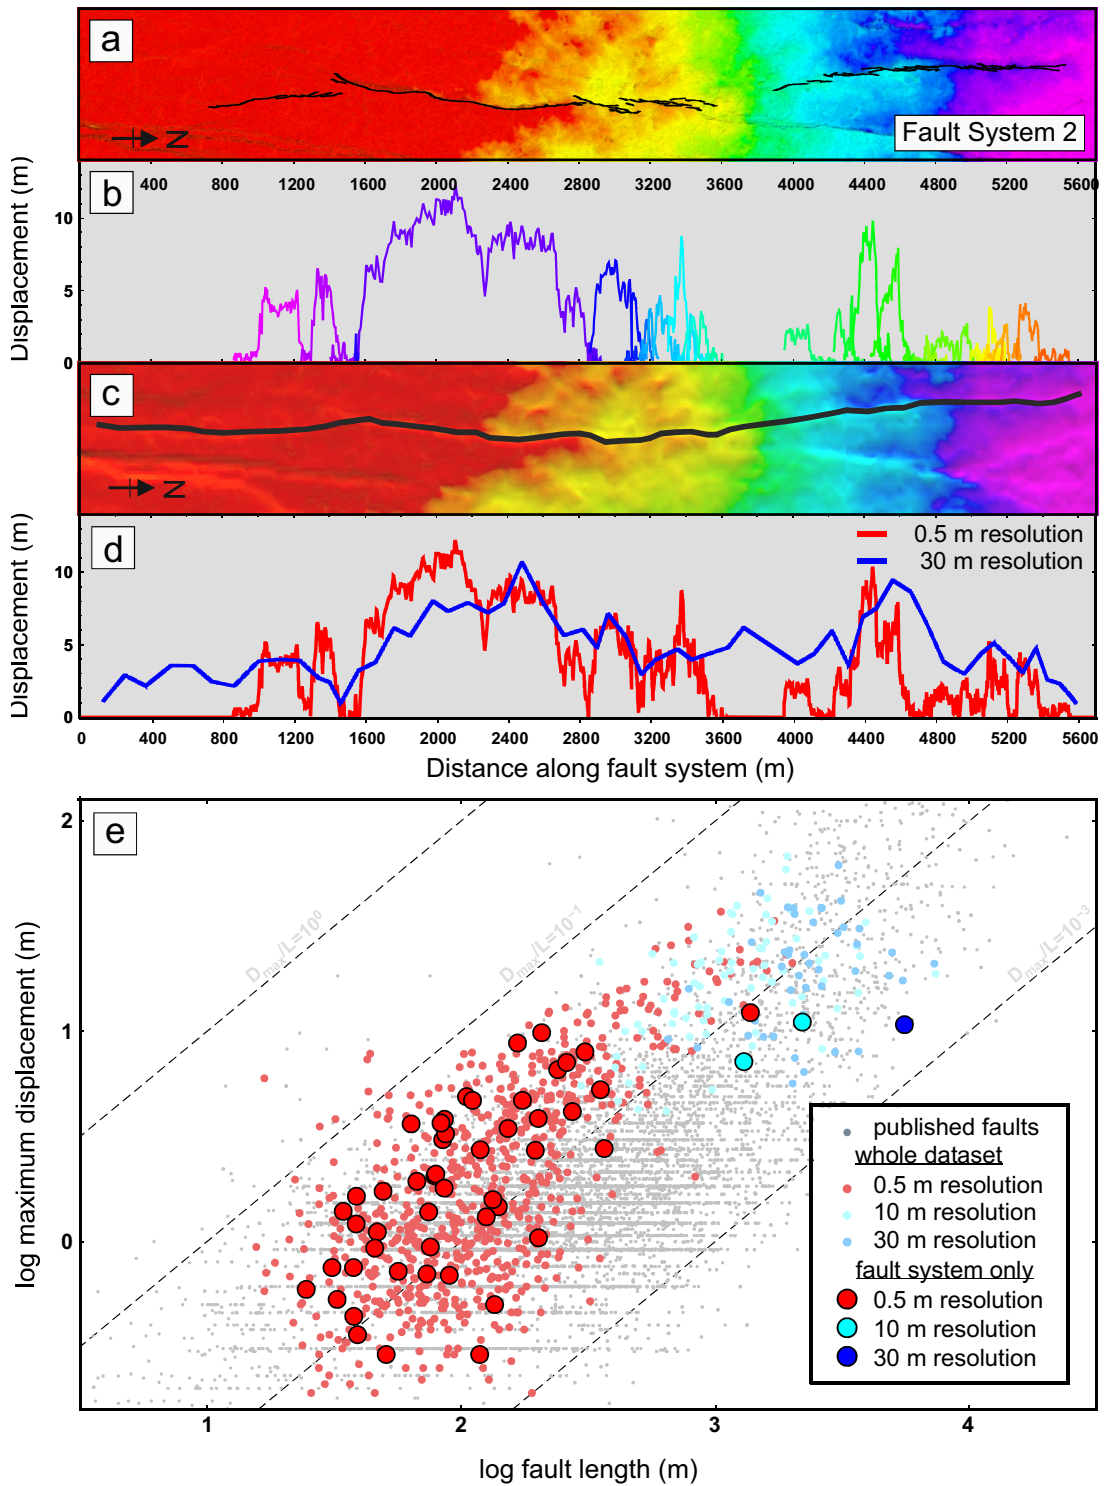 a
N
Fault System 2
Displacement (m)
b
400 800 1200 1600 2000 2400 2800 3200 3600 4000 4400 4800 5200 5600
10
5
0
c
N
Displacement (m)
d
0.5 m resolution
30 m resolution
10
5
0
0 400 800 1200 1600 2000 2400 2800 3200 3600 4000 4400 4800 5200 5600
Distance along fault system (m)
e
log maximum displacement (m)
2
1
0
Dmax/L=10⁰
Dmax/L=10⁻¹
Dmax/L=10⁻³
published faults
whole dataset
0.5 m resolution
10 m resolution
30 m resolution
fault system only
0.5 m resolution
10 m resolution
30 m resolution
1 2 3 4
log fault length (m)